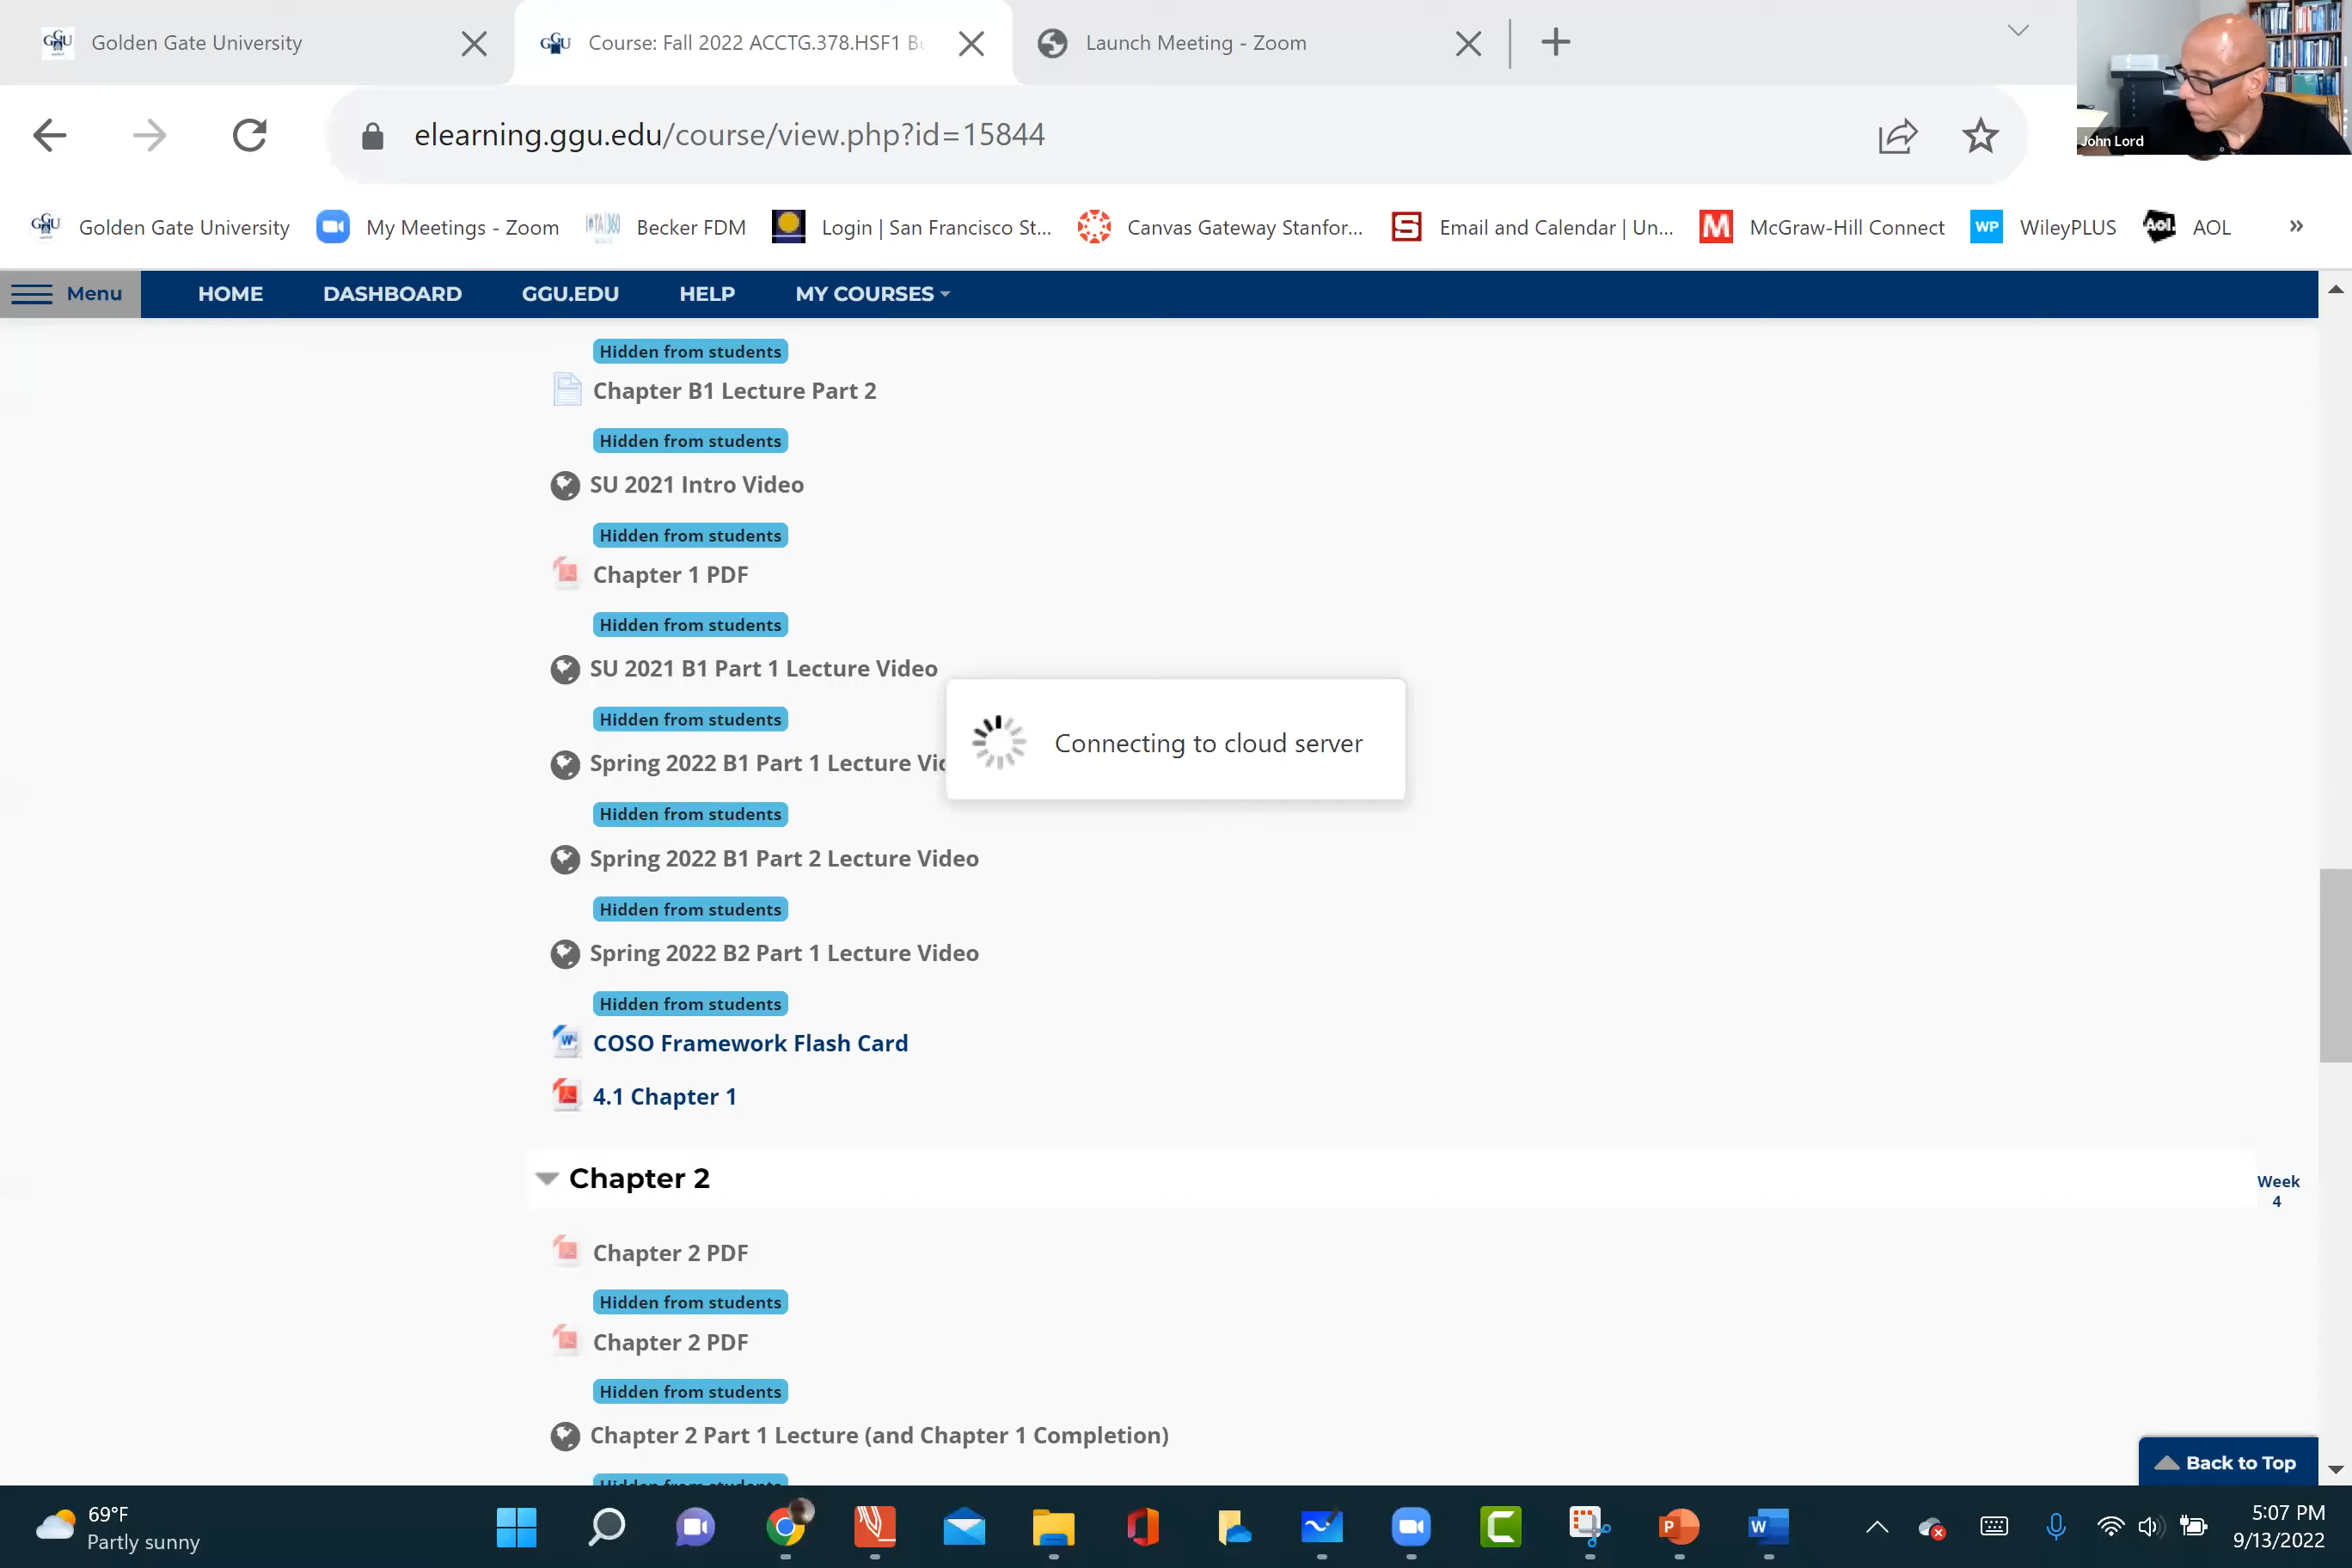 Golden Gate University
Course: Fall 2022 ACCTG.378.HSF1 Bu
Launch Meeting - Zoom
John Lord
elearning.ggu.edu/course/view.php?id=15844
Golden Gate University
My Meetings - Zoom
Becker FDM
Login | San Francisco St...
Canvas Gateway Stanfor...
Email and Calendar | Un...
McGraw-Hill Connect
WP
WileyPLUS
Aol.
AOL
»
Menu
HOME
DASHBOARD
GGU.EDU
HELP
MY COURSES
Hidden from students
Chapter B1 Lecture Part 2
Hidden from students
SU 2021 Intro Video
Hidden from students
Chapter 1 PDF
Hidden from students
SU 2021 B1 Part 1 Lecture Video
Hidden from students
Connecting to cloud server
Spring 2022 B1 Part 1 Lecture Vid
Hidden from students
Spring 2022 B1 Part 2 Lecture Video
Hidden from students
Spring 2022 B2 Part 1 Lecture Video
Hidden from students
COSO Framework Flash Card
4.1 Chapter 1
Chapter 2
Week
4
Chapter 2 PDF
Hidden from students
Chapter 2 PDF
Hidden from students
Chapter 2 Part 1 Lecture (and Chapter 1 Completion)
Hidden from students
Back to Top
69°F
Partly sunny
5:07 PM
9/13/2022